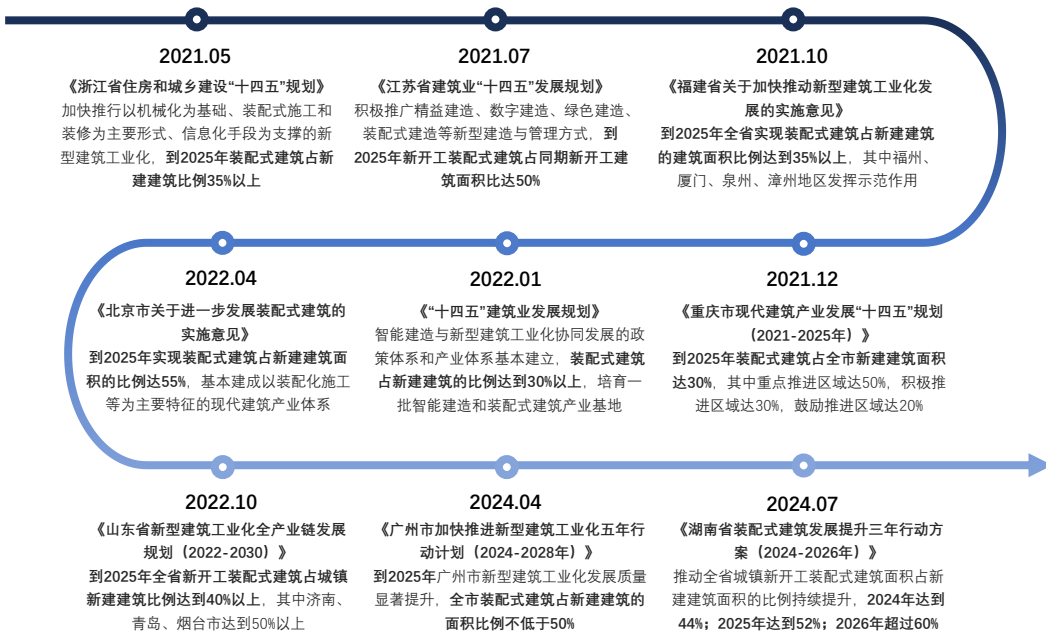 2021.05
《浙江省住房和城乡建设“十四五”规划》
加快推行以机械化为基础、装配式施工和
装修为主要形式、信息化手段为支撑的新
型建筑工业化，到2025年装配式建筑占新
建建筑比例35%以上
2021.07
《江苏省建筑业“十四五”发展规划》
积极推广精益建造、数字建造、绿色建造、
装配式建造等新型建造与管理方式，到
2025年新开工装配式建筑占同期新开工建
筑面积比达50%
2021.10
《福建省关于加快推动新型建筑工业化发
展的实施意见》
到2025年全省实现装配式建筑占新建建筑
的建筑面积比例达到35%以上，其中福州、
厦门、泉州、漳州地区发挥示范作用
2021.12
《重庆市现代建筑产业发展“十四五”规划
（2021-2025年）》
到2025年装配式建筑占全市新建建筑面积
达30%，其中重点推进区域达50%，积极推
进区域达30%，鼓励推进区域达20%
2022.01
《“十四五”建筑业发展规划》
智能建造与新型建筑工业化协同发展的政
策体系和产业体系基本建立，装配式建筑
占新建建筑的比例达到30%以上，培育一
批智能建造和装配式建筑产业基地
2022.04
《北京市关于进一步发展装配式建筑的
实施意见》
到2025年实现装配式建筑占新建建筑面
积的比例达55%，基本建成以装配化施工
等为主要特征的现代建筑产业体系
2022.10
《山东省新型建筑工业化全产业链发展
规划（2022-2030）》
到2025年全省新开工装配式建筑占城镇
新建建筑比例达到40%以上，其中济南、
青岛、烟台市达到50%以上
2024.04
《广州市加快推进新型建筑工业化五年行
动计划（2024-2028年）》
到2025年广州市新型建筑工业化发展质量
显著提升，全市装配式建筑占新建建筑的
面积比例不低于50%
2024.07
《湖南省装配式建筑发展提升三年行动方
案（2024-2026年）》
推动全省城镇新开工装配式建筑面积占新
建建筑面积的比例持续提升，2024年达到
44%；2025年达到52%；2026年超过60%